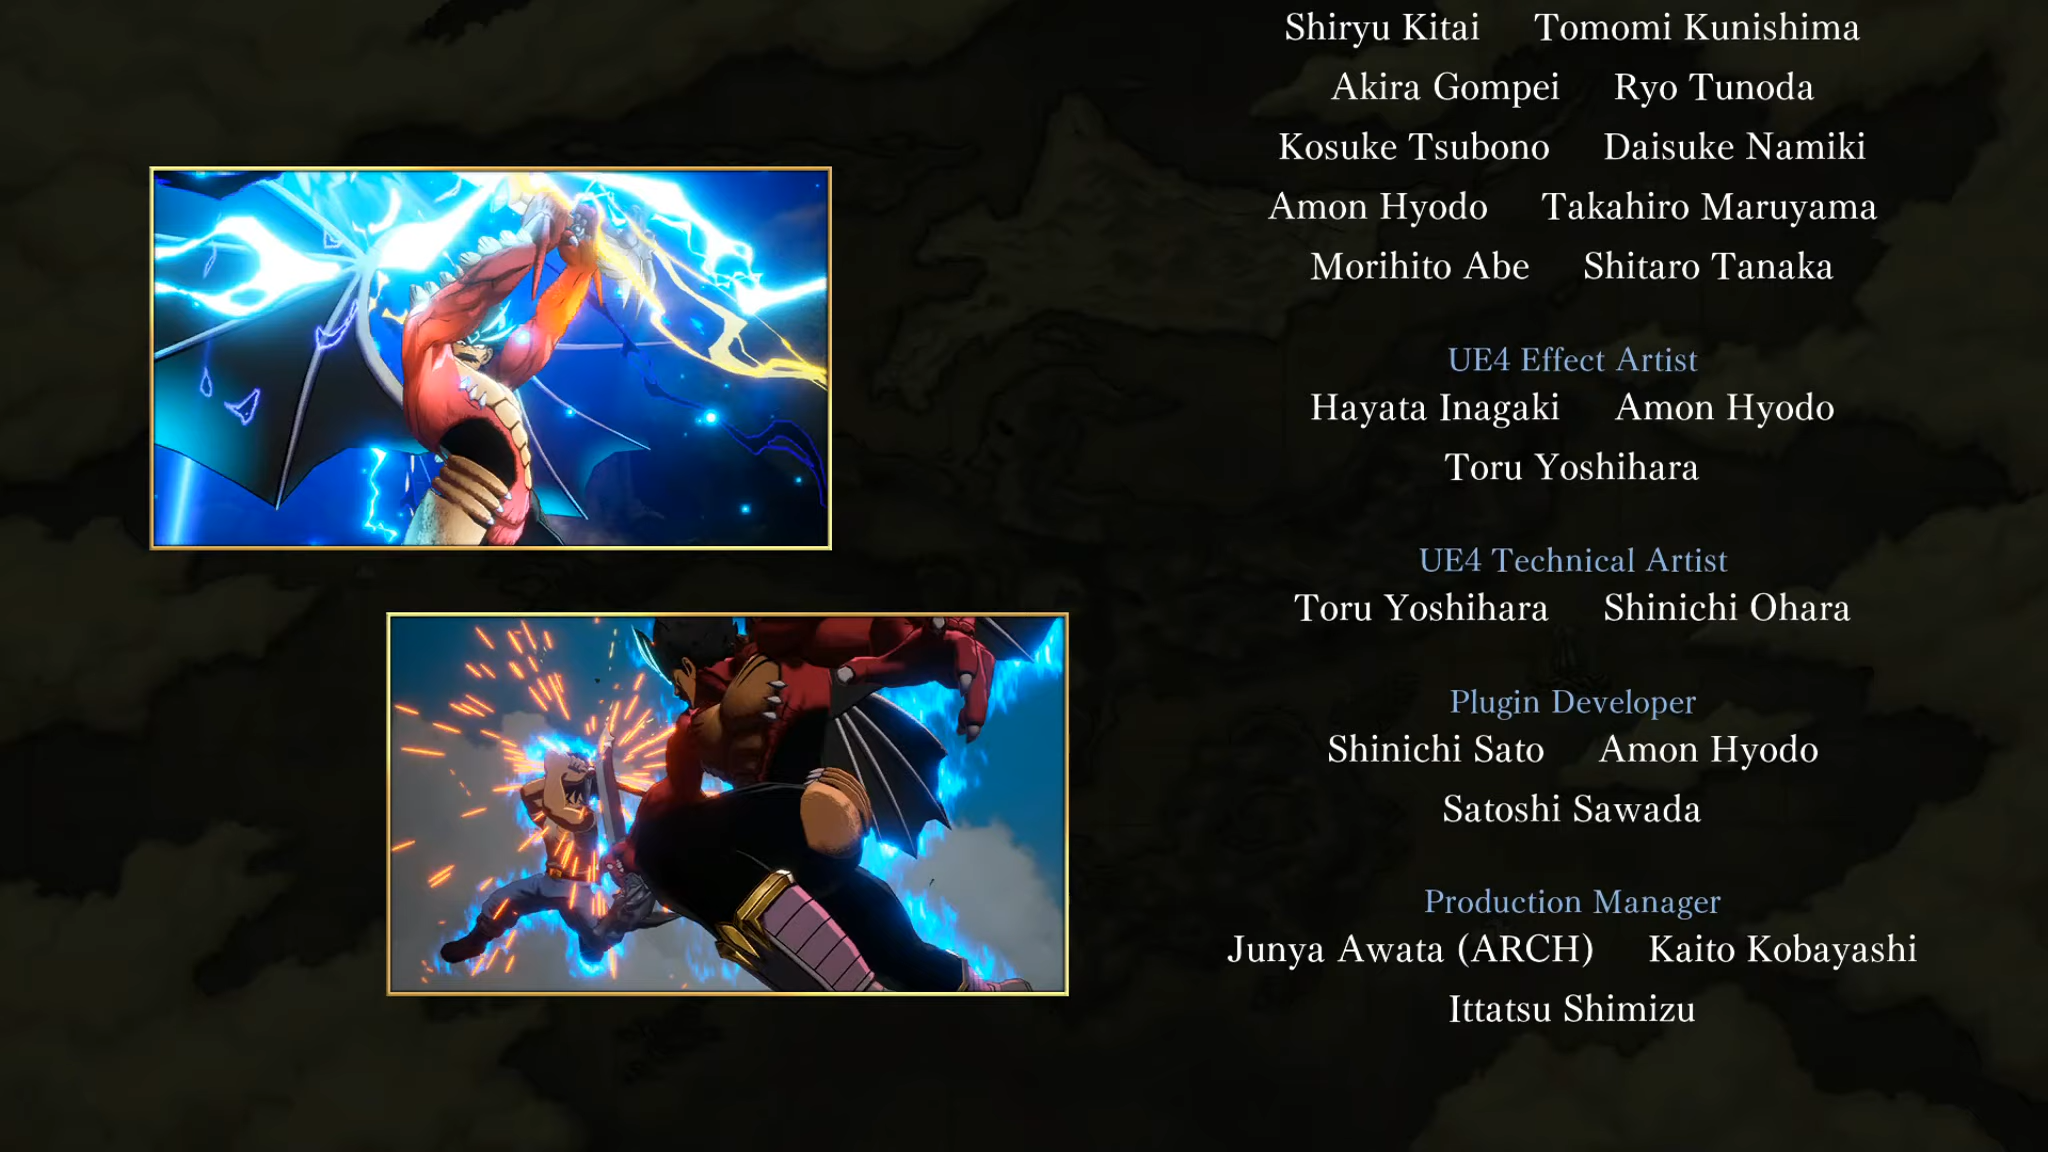 Shiryu Kitai Tomomi Kunishima
Akira Gompei Ryo Tunoda
Kosuke Tsubono Daisuke Namiki
Amon Hyodo Takahiro Maruyama
Morihito Abe Shitaro Tanaka
UE4 Effect Artist
Hayata Inagaki Amon Hyodo
Toru Yoshihara
UE4 Technical Artist
Toru Yoshihara Shinichi Ohara
Plugin Developer
Shinichi Sato Amon Hyodo
Satoshi Sawada
Production Manager
Junya Awata (ARCH) Kaito Kobayashi
Ittatsu Shimizu